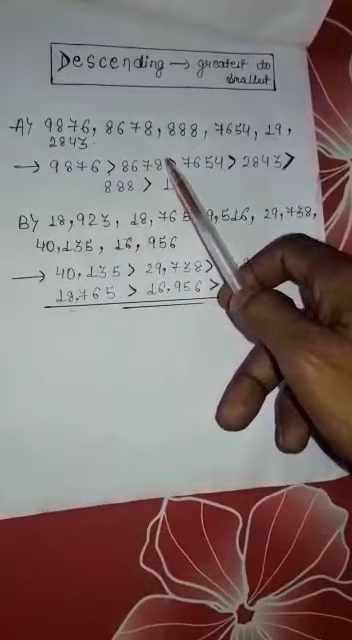 Descending → greatest to
smallest
A) 9876, 8678, 888, 7654, 19,
2843.
→ 9876 > 8678 7654 > 2843 >
888 >
B) 18,923, 18,765 9,516, 29,738,
40,135, 16,956
→ 40,135 > 29,738 >
18,765 > 16,956 >